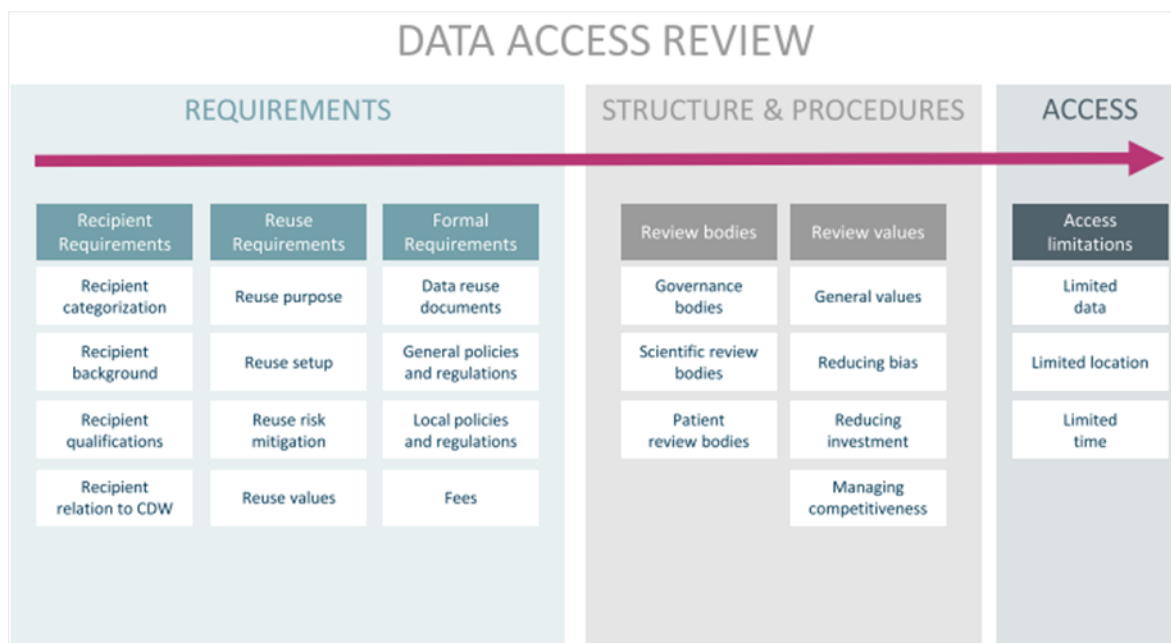 DATA ACCESS REVIEW
REQUIREMENTS
Recipient
Requirements
Recipient
categorization
Recipient
background
Recipient
qualifications
Recipient
relation to CDW
Reuse
Requirements
Reuse purpose
Reuse setup
Reuse risk
mitigation
Reuse values
Formal
Requirements
Data reuse
documents
General policies
and regulations
Local policies
and regulations
Fees
STRUCTURE & PROCEDURES
Review bodies
Governance
bodies
Scientific review
bodies
Patient
review bodies
Review values
General values
Reducing bias
Reducing
investment
Managing
competitiveness
ACCESS
Access
limitations
Limited
data
Limited location
Limited
time